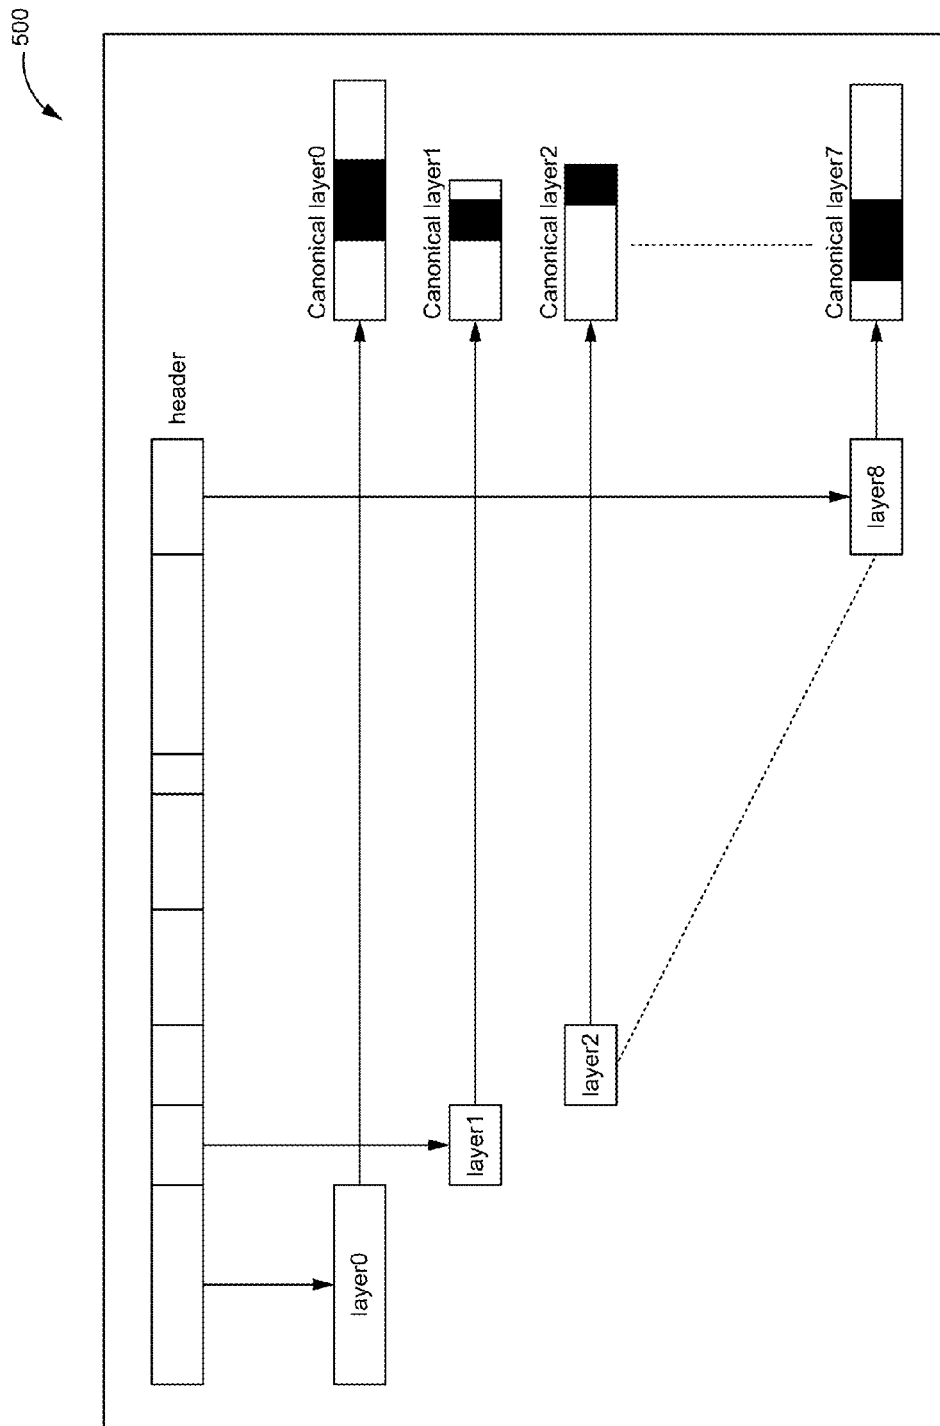 500
header
layer0
Canonical layer0
layer1
Canonical layer1
layer2
Canonical layer2
layer8
Canonical layer7